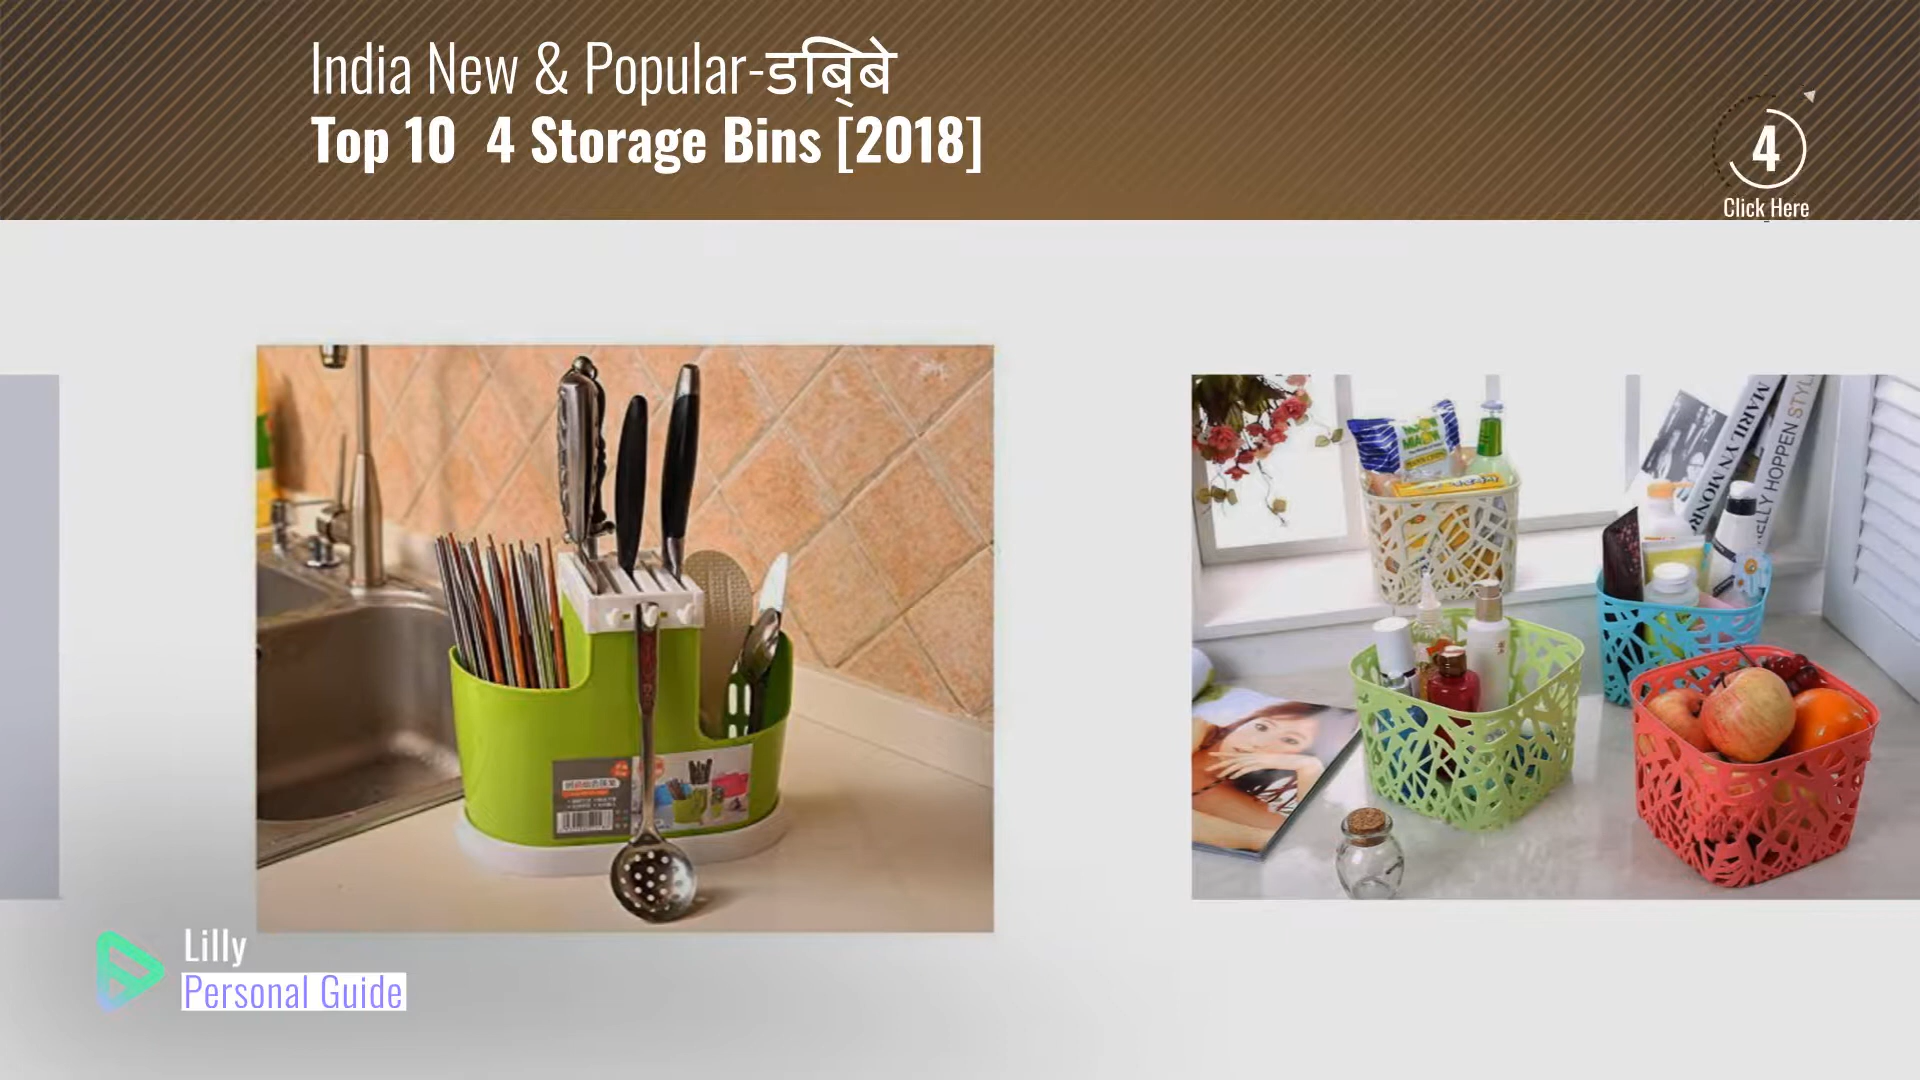 India New & Popular-डब्बिे
Top 10  4 Storage Bins [2018]
4
Click Here
MARILYN MONR
KELLY HOPPEN STYL
Lilly
Personal Guide